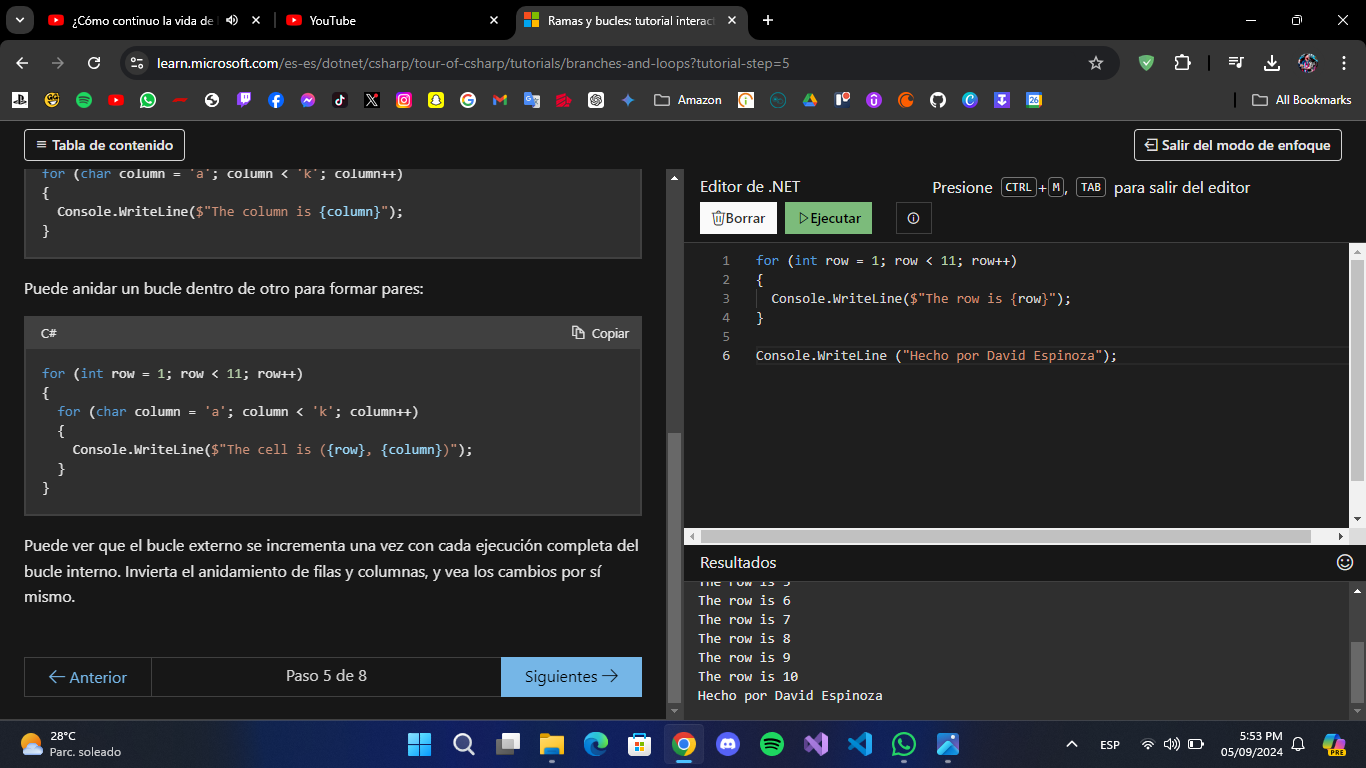 ¿Cómo continuo la vida de
YouTube
Ramas y bucles: tutorial interact
learn.microsoft.com/es-es/dotnet/csharp/tour-of-csharp/tutorials/branches-and-loops?tutorial-step=5
Amazon
26
All Bookmarks
Tabla de contenido
Salir del modo de enfoque
for (char column = 'a'; column < 'k'; column++)
{
Console.WriteLine($"The column is {column}");
}
Puede anidar un bucle dentro de otro para formar pares:
C#
Copiar
for (int row = 1; row < 11; row++)
{
for (char column = 'a'; column < 'k'; column++)
{
Console.WriteLine($"The cell is ({row}, {column})");
}
}
Puede ver que el bucle externo se incrementa una vez con cada ejecución completa del
bucle interno. Invierta el anidamiento de filas y columnas, y vea los cambios por sí
mismo.
← Anterior
Paso 5 de 8
Siguientes →
Editor de .NET
Presione CTRL+M, TAB para salir del editor
Borrar
Ejecutar
1 for (int row = 1; row < 11; row++)
2 {
3 Console.WriteLine($"The row is {row}");
4 }
5
6 Console.WriteLine ("Hecho por David Espinoza");
Resultados
The row is 5
The row is 6
The row is 7
The row is 8
The row is 9
The row is 10
Hecho por David Espinoza
28°C
Parc. soleado
ESP
5:53 PM
05/09/2024
PRE